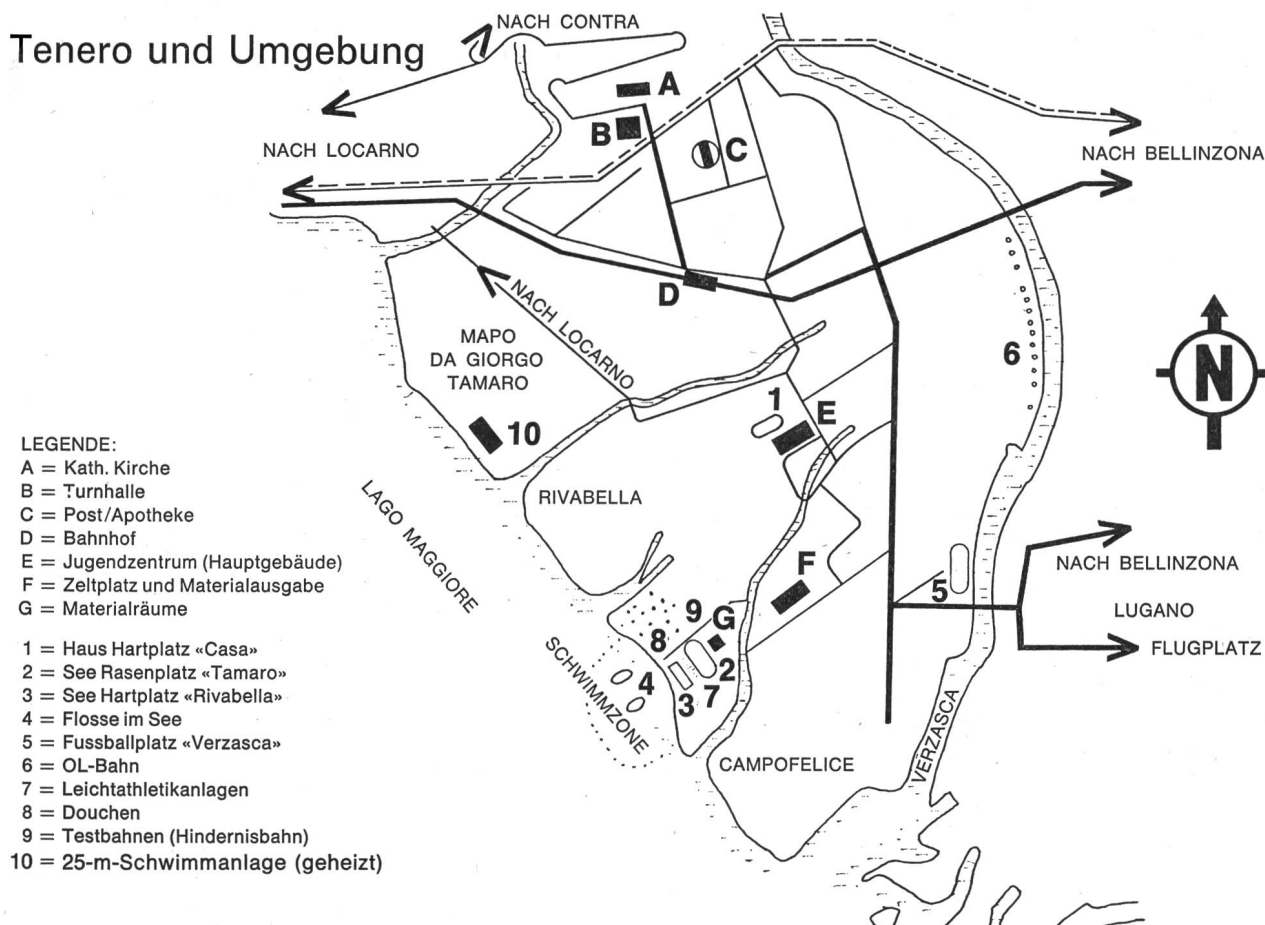 Tenero und Umgebung
NACH CONTRA
A
B
C
NACH LOCARNO
NACH BELLINZONA
D
NACH LOCARNO
MAPO
DA GIORGO
TAMARO
6
N
1
E
10
LEGENDE:
A = Kath. Kirche
B = Turnhalle
C = Post/Apotheke
D = Bahnhof
E = Jugendzentrum (Hauptgebäude)
F = Zeltplatz und Materialausgabe
G = Materialräume
1 = Haus Hartplatz «Casa»
2 = See Rasenplatz «Tamaro»
3 = See Hartplatz «Rivabella»
4 = Flosse im See
5 = Fussballplatz «Verzasca»
6 = OL-Bahn
7 = Leichtathletikanlagen
8 = Douchen
9 = Testbahnen (Hindernisbahn)
10 = 25-m-Schwimmanlage (geheizt)
RIVABELLA
LAGO MAGGIORE
F
5
NACH BELLINZONA
LUGANO
FLUGPLATZ
9
G
8
2
4
3
7
SCHWIMMZONE
CAMPOFELICE
VERZASCA